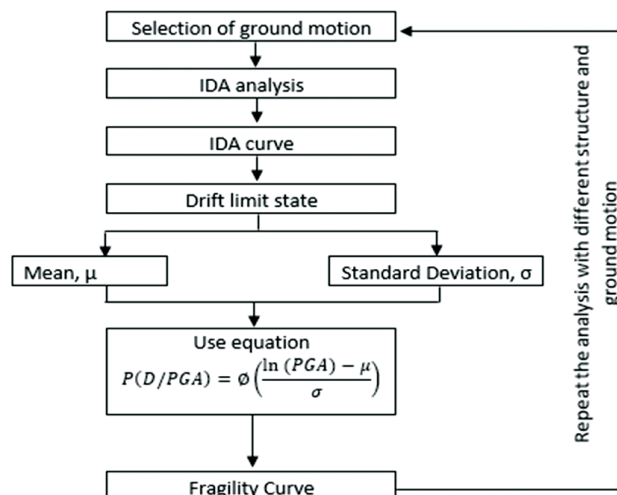 Selection of ground motion
IDA analysis
IDA curve
Drift limit state
Mean, μ
Standard Deviation, σ
Use equation
P(D/PGA) = ∅(ln (PGA) − μ / σ)
Fragility Curve
Repeat the analysis with different structure and
ground motion